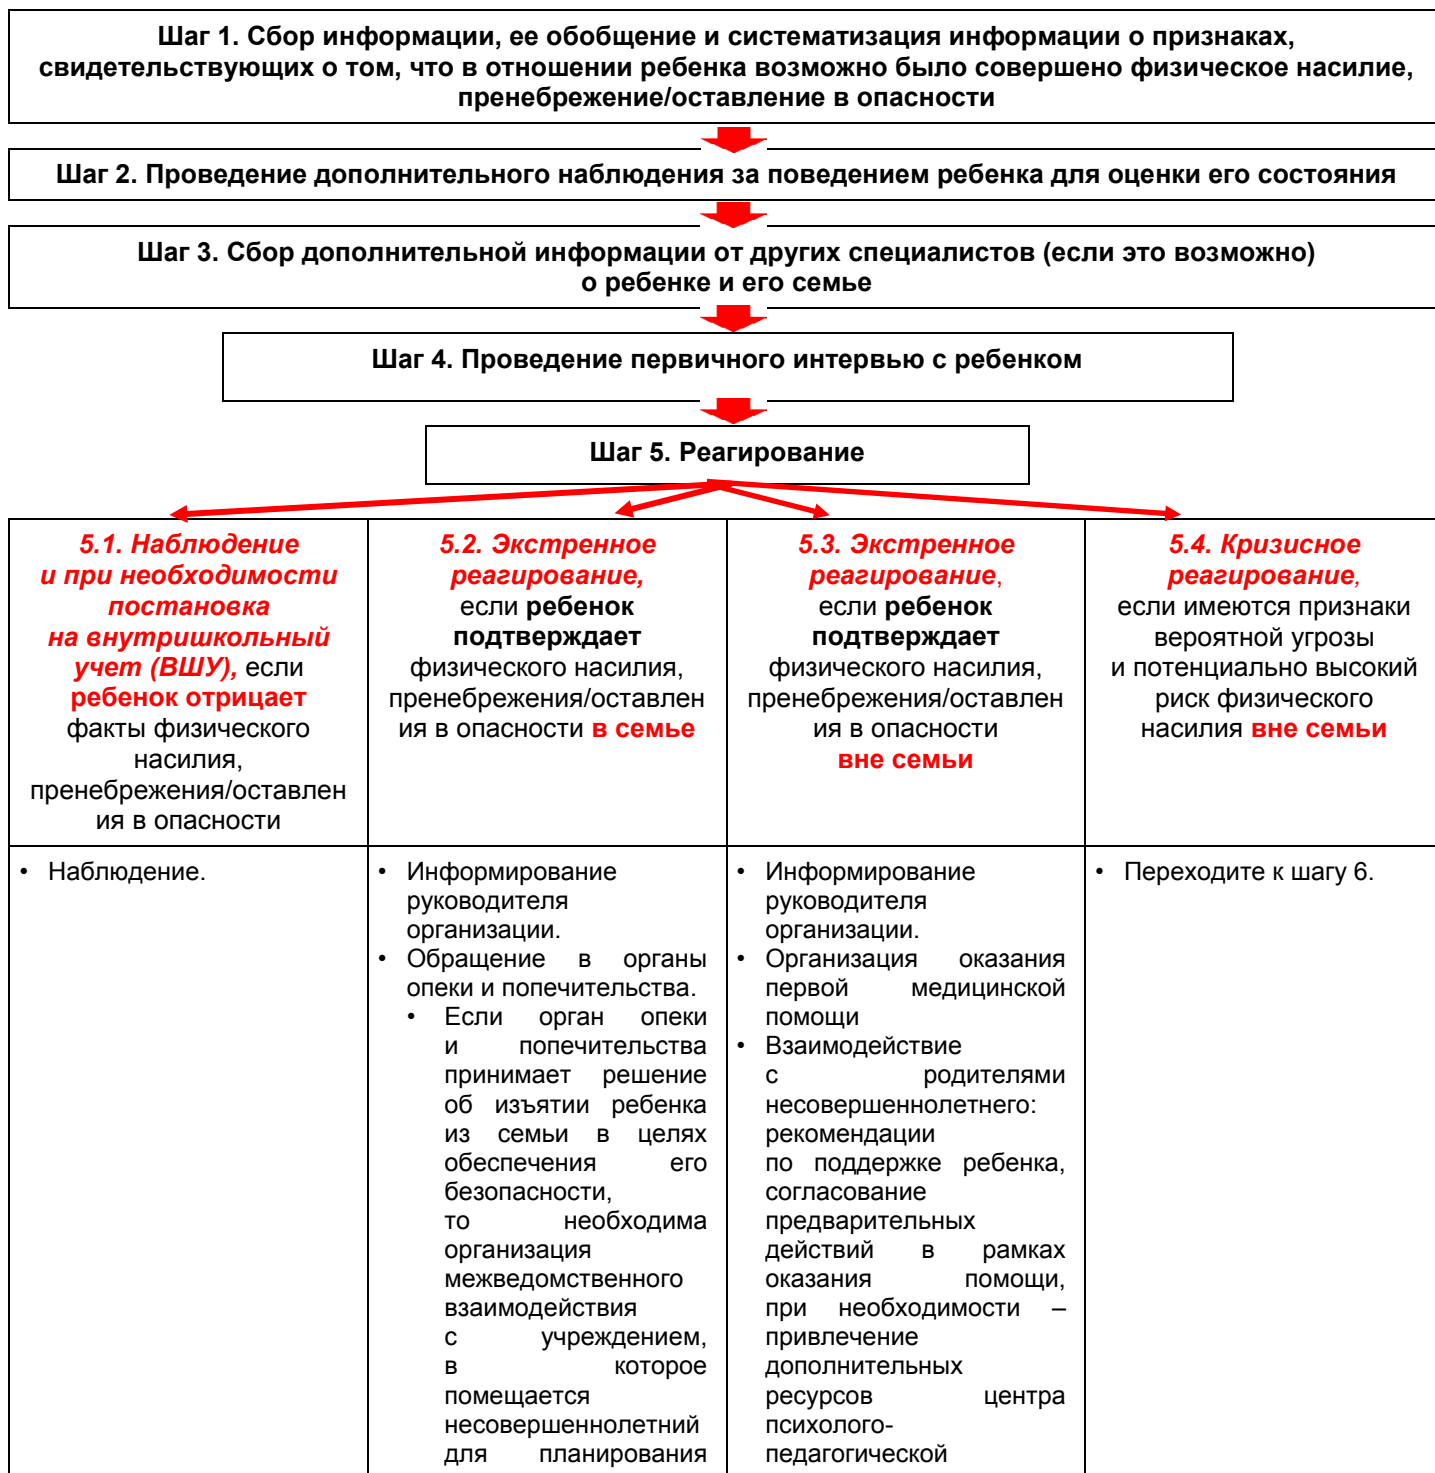 Шаг 1. Сбор информации, ее обобщение и систематизация информации о признаках,
свидетельствующих о том, что в отношении ребенка возможно было совершено физическое насилие,
пренебрежение/оставление в опасности
Шаг 2. Проведение дополнительного наблюдения за поведением ребенка для оценки его состояния
Шаг 3. Сбор дополнительной информации от других специалистов (если это возможно)
о ребенке и его семье
Шаг 4. Проведение первичного интервью с ребенком
Шаг 5. Реагирование
5.1. Наблюдение
и при необходимости
постановка
на внутришкольный
учет (ВШУ), если
ребенок отрицает
факты физического
насилия,
пренебрежения/оставлен
ия в опасности
5.2. Экстренное
реагирование,
если ребенок
подтверждает
физического насилия,
пренебрежения/оставлен
ия в опасности в семье
5.3. Экстренное
реагирование,
если ребенок
подтверждает
физического насилия,
пренебрежения/оставлен
ия в опасности
вне семьи
5.4. Кризисное
реагирование,
если имеются признаки
вероятной угрозы
и потенциально высокий
риск физического
насилия вне семьи
• Наблюдение.
• Информирование
руководителя
организации.
• Обращение в органы
опеки и попечительства.
• Если орган опеки
и попечительства
принимает решение
об изъятии ребенка
из семьи в целях
обеспечения его
безопасности,
то необходима
организация
межведомственного
взаимодействия
с учреждением,
в которое
помещается
несовершеннолетний
для планирования
• Информирование
руководителя
организации.
• Организация оказания
первой медицинской
помощи
• Взаимодействие
с родителями
несовершеннолетнего:
рекомендации
по поддержке ребенка,
согласование
предварительных
действий в рамках
оказания помощи,
при необходимости –
привлечение
дополнительных
ресурсов центра
психолого-
педагогической
• Переходите к шагу 6.